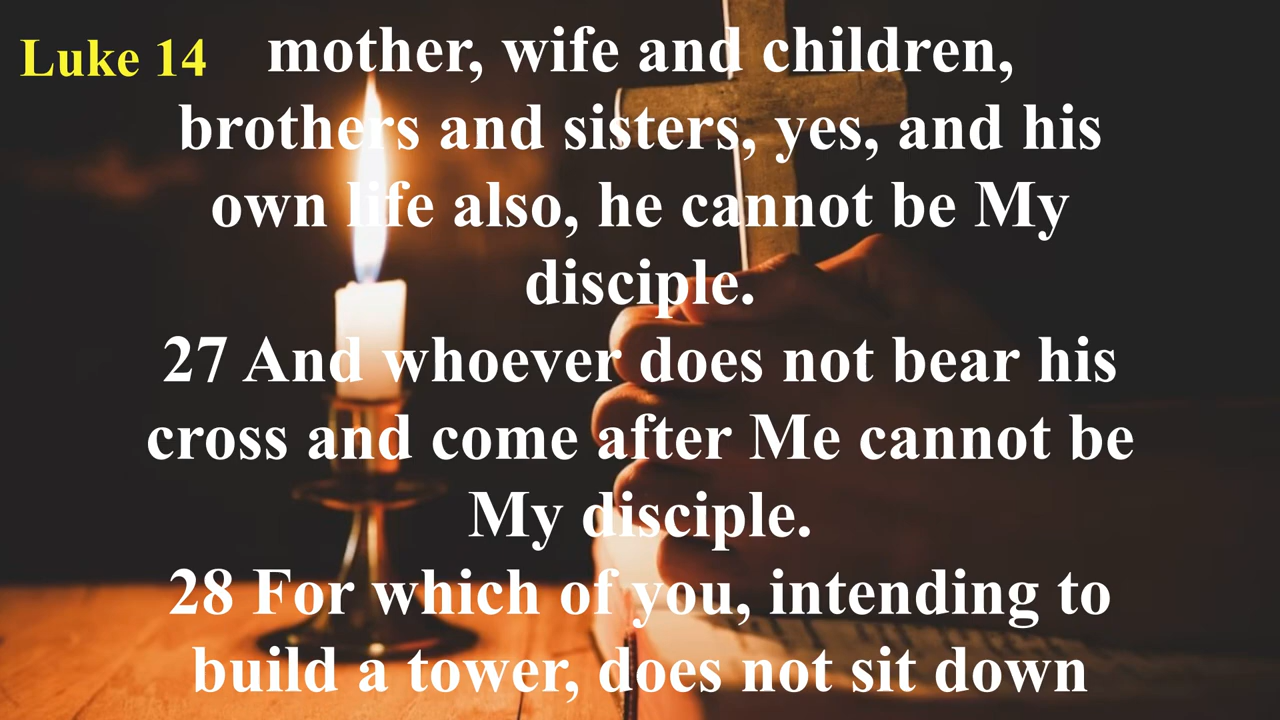 Luke 14
mother, wife and children,
brothers and sisters, yes, and his
own life also, he cannot be My
disciple.
27 And whoever does not bear his
cross and come after Me cannot be
My disciple.
28 For which of you, intending to
build a tower, does not sit down